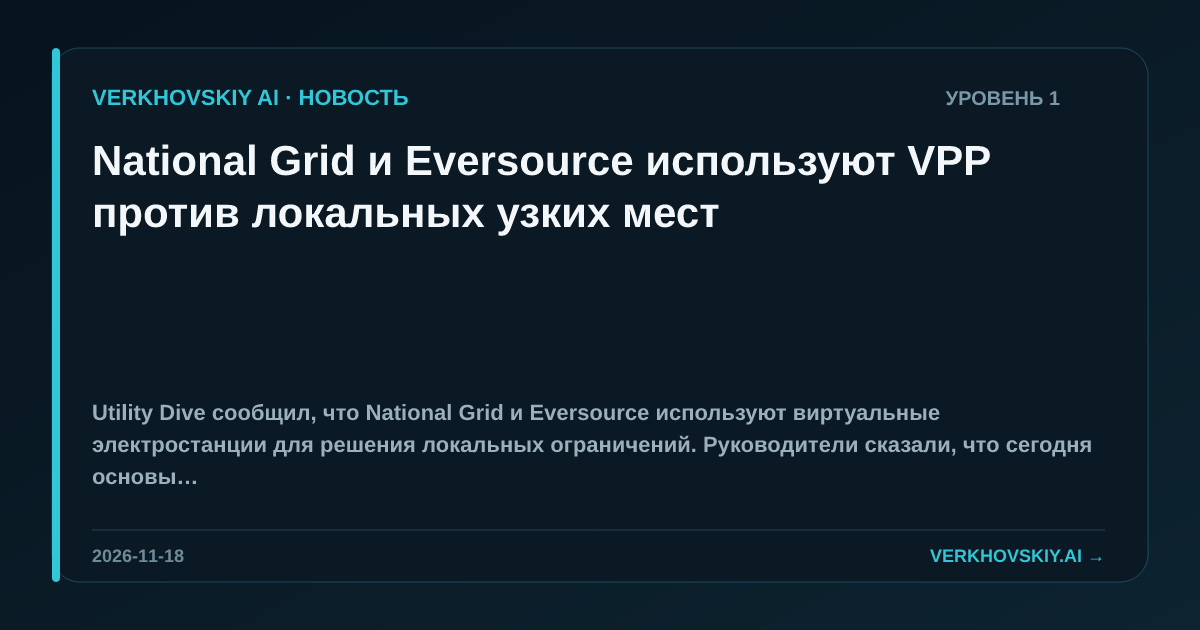 VERKHOVSKIY AI · НОВОСТЬ
УРОВЕНЬ 1
National Grid и Eversource используют VPP
против локальных узких мест
Utility Dive сообщил, что National Grid и Eversource используют виртуальные
электростанции для решения локальных ограничений. Руководители сказали, что сегодня
основы…
2026-11-18
VERKHOVSKIY.AI →